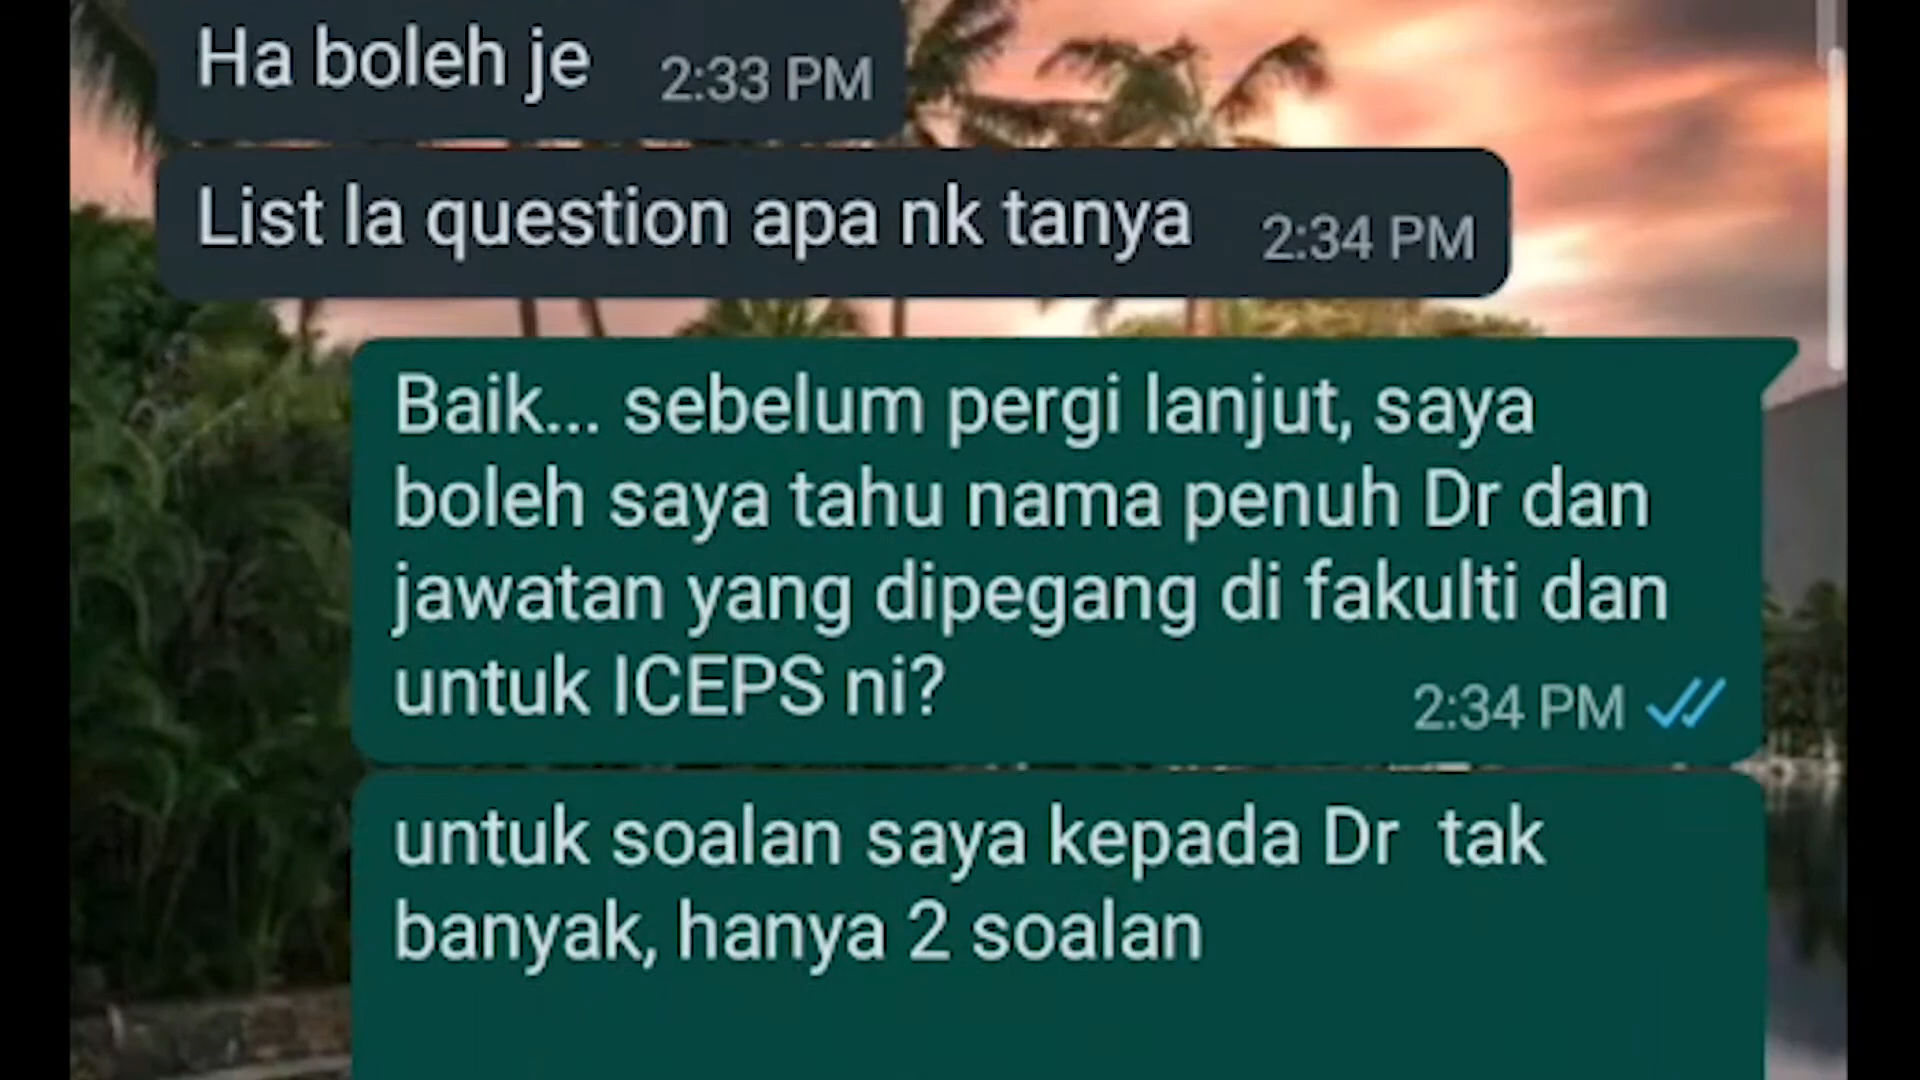 Ha boleh je 2:33 PM
List la question apa nk tanya 2:34 PM
Baik... sebelum pergi lanjut, saya
boleh saya tahu nama penuh Dr dan
jawatan yang dipegang di fakulti dan
untuk ICEPS ni? 2:34 PM
untuk soalan saya kepada Dr tak
banyak, hanya 2 soalan